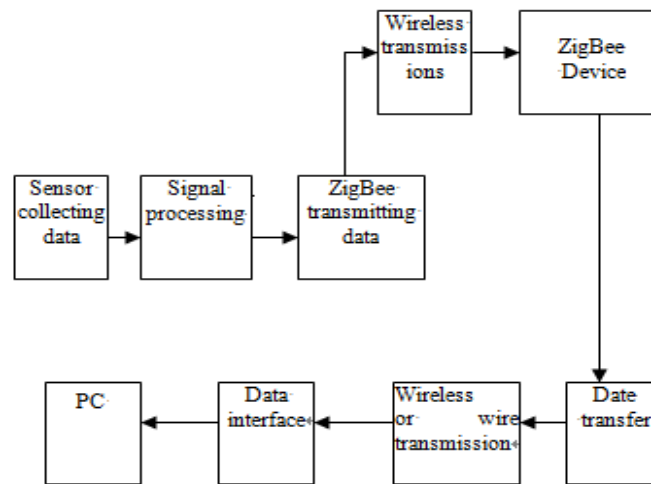 Wireless
transmiss
ions
ZigBee
Device
Sensor
collecting
data
Signal
processing
ZigBee
transmitting
data
PC
Data
interface
Wireless
or wire
transmission
Date
transfer